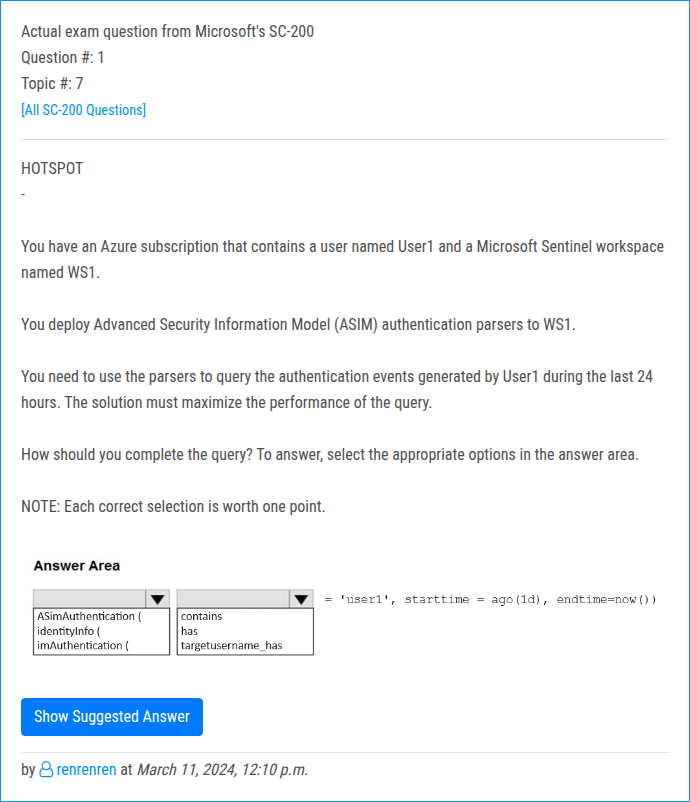 Actual exam question from Microsoft's SC-200
Question #: 1
Topic #: 7
[All SC-200 Questions]
HOTSPOT
-
You have an Azure subscription that contains a user named User1 and a Microsoft Sentinel workspace
named WS1.
You deploy Advanced Security Information Model (ASIM) authentication parsers to WS1.
You need to use the parsers to query the authentication events generated by User1 during the last 24
hours. The solution must maximize the performance of the query.
How should you complete the query? To answer, select the appropriate options in the answer area.
NOTE: Each correct selection is worth one point.
Answer Area
= 'user1', starttime = ago(1d), endtime=now())
ASimAuthentication (
identityInfo (
imAuthentication (
contains
has
targetusername_has
Show Suggested Answer
by renrenren at March 11, 2024, 12:10 p.m.